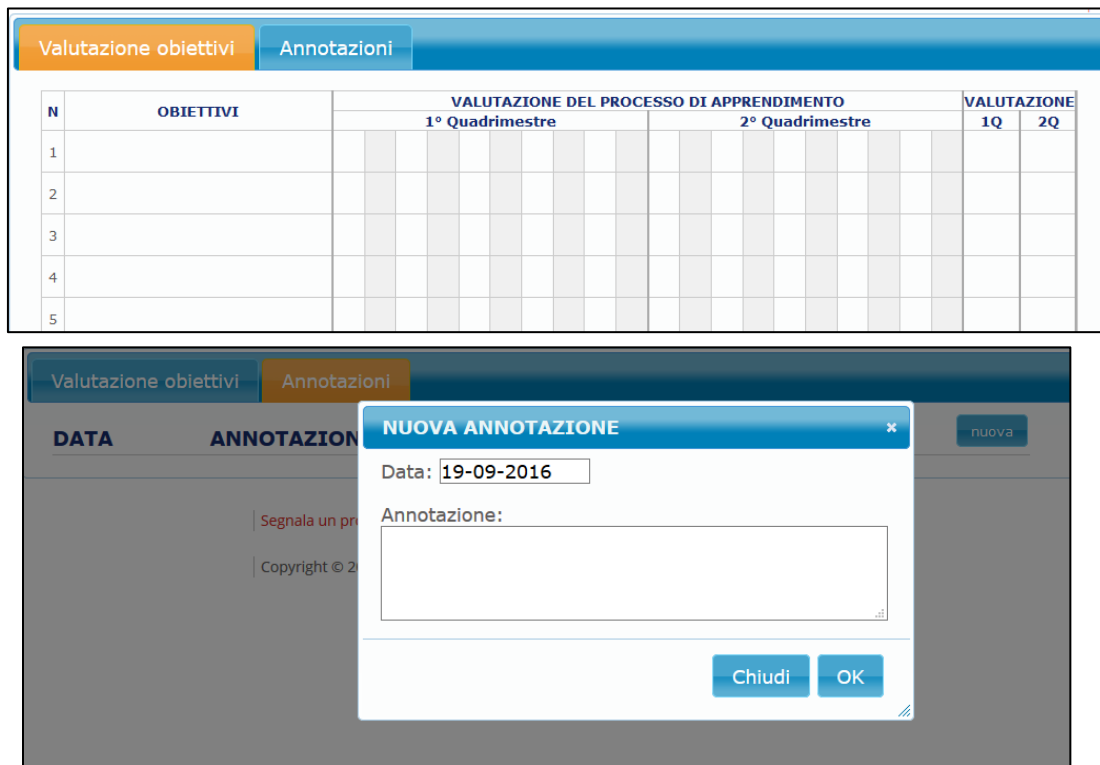 Valutazione obiettivi Annotazioni
N OBIETTIVI VALUTAZIONE DEL PROCESSO DI APPRENDIMENTO VALUTAZIONE
1° Quadrimestre 2° Quadrimestre 1Q 2Q
1
2
3
4
5
Valutazione obiettivi Annotazioni
DATA ANNOTAZION nuova
NUOVA ANNOTAZIONE ×
Data: 19-09-2016
Segnala un pr
Annotazione:
Copyright © 2
Chiudi OK